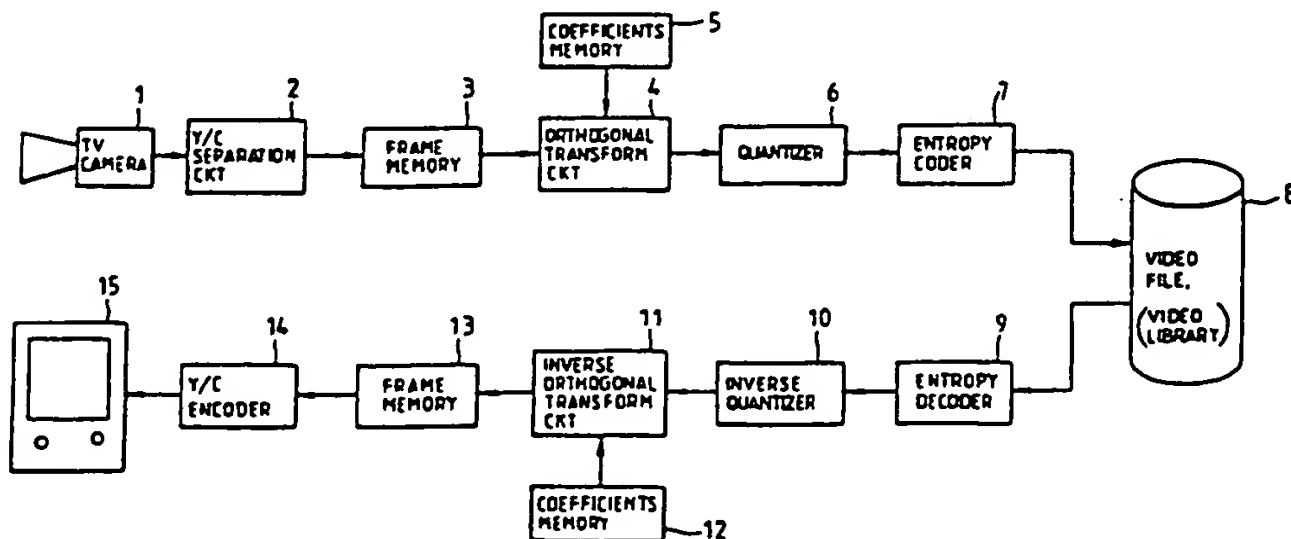 5
COEFFICIENTS
MEMORY
1
TV
CAMERA
2
Y/C
SEPARATION
CKT
3
FRAME
MEMORY
4
ORTHOGONAL
TRANSFORM
CKT
6
QUANTIZER
7
ENTROPY
CODER
8
VIDEO
FILE.
(VIDEO
LIBRARY)
15
14
Y/C
ENCODER
13
FRAME
MEMORY
11
INVERSE
ORTHOGONAL
TRANSFORM
CKT
10
INVERSE
QUANTIZER
9
ENTROPY
DECODER
COEFFICIENTS
MEMORY
12